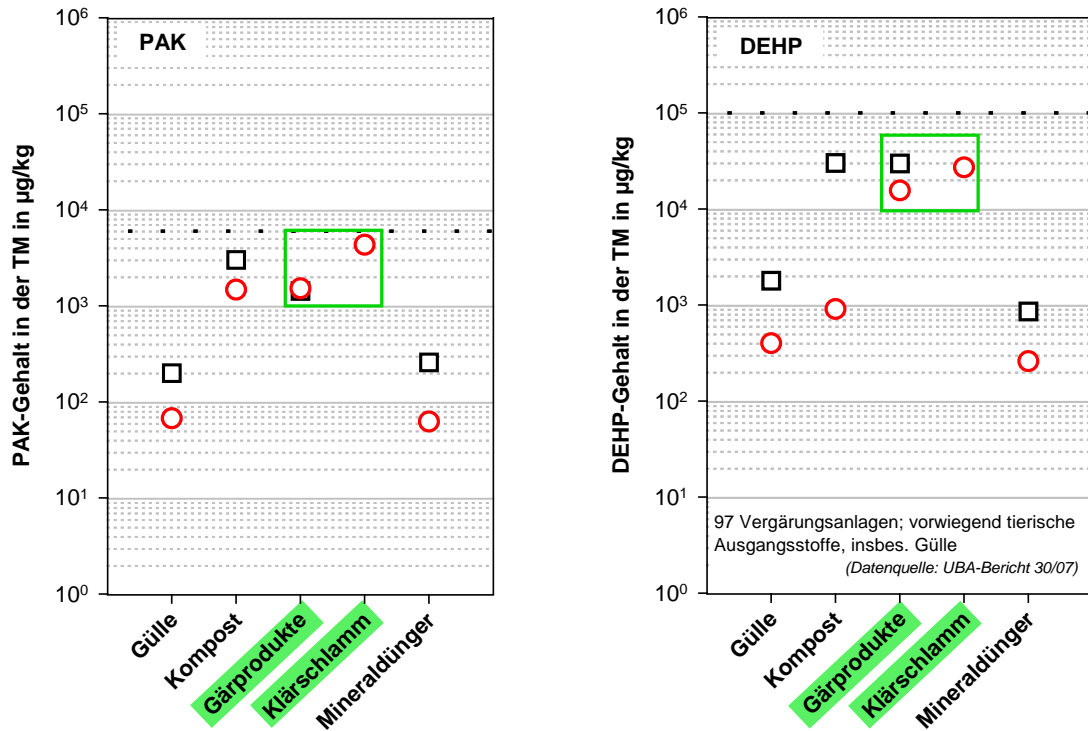 PAK
PAK-Gehalt in der TM in µg/kg
10⁶
10⁵
10⁴
10³
10²
10¹
10⁰
Gülle
Kompost
Gärprodukte
Klärschlamm
Mineraldünger
DEHP
DEHP-Gehalt in der TM in µg/kg
10⁶
10⁵
10⁴
10³
10²
10¹
10⁰
97 Vergärungsanlagen; vorwiegend tierische
Ausgangsstoffe, insbes. Gülle
(Datenquelle: UBA-Bericht 30/07)
Gülle
Kompost
Gärprodukte
Klärschlamm
Mineraldünger